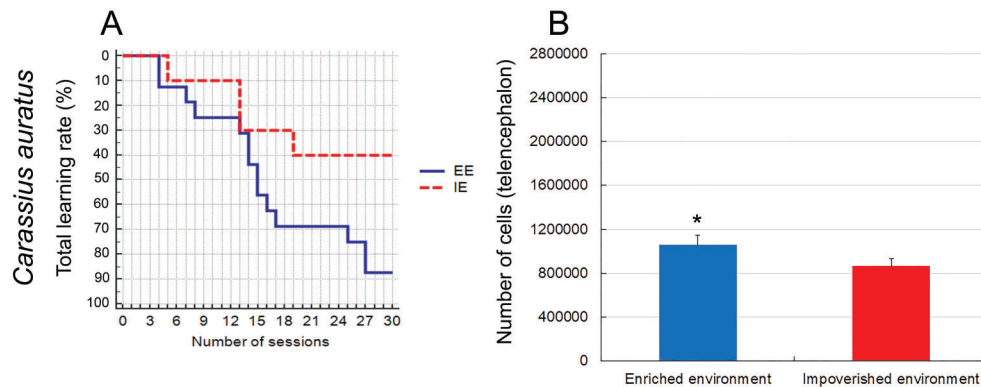 A
Carassius auratus
Total learning rate (%)
0
10
20
30
40
50
60
70
80
90
100
0 3 6 9 12 15 18 21 24 27 30
Number of sessions
EE
IE
B
Number of cells (telencephalon)
2800000
2400000
2000000
1600000
1200000
800000
400000
0
*
Enriched environment Impoverished environment